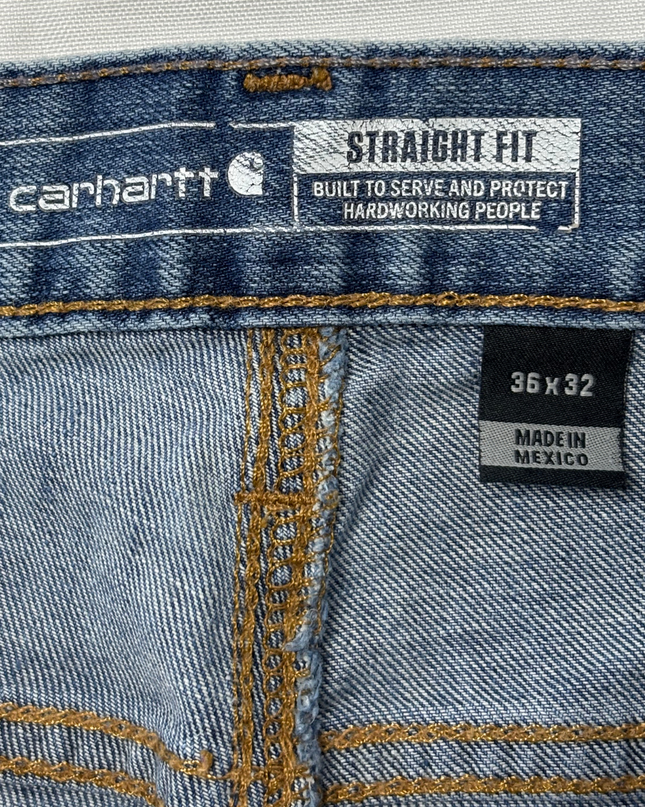 carhartt
STRAIGHT FIT
BUILT TO SERVE AND PROTECT
HARDWORKING PEOPLE
36 x 32
MADE IN
MEXICO